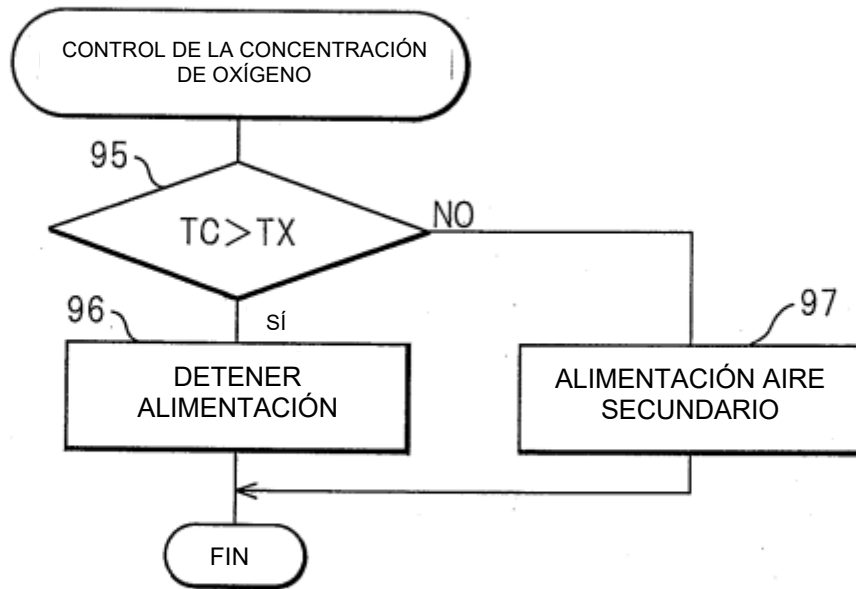 CONTROL DE LA CONCENTRACIÓN
DE OXÍGENO
95
TC>TX
NO
96
SÍ
97
DETENER
ALIMENTACIÓN
ALIMENTACIÓN AIRE
SECUNDARIO
FIN